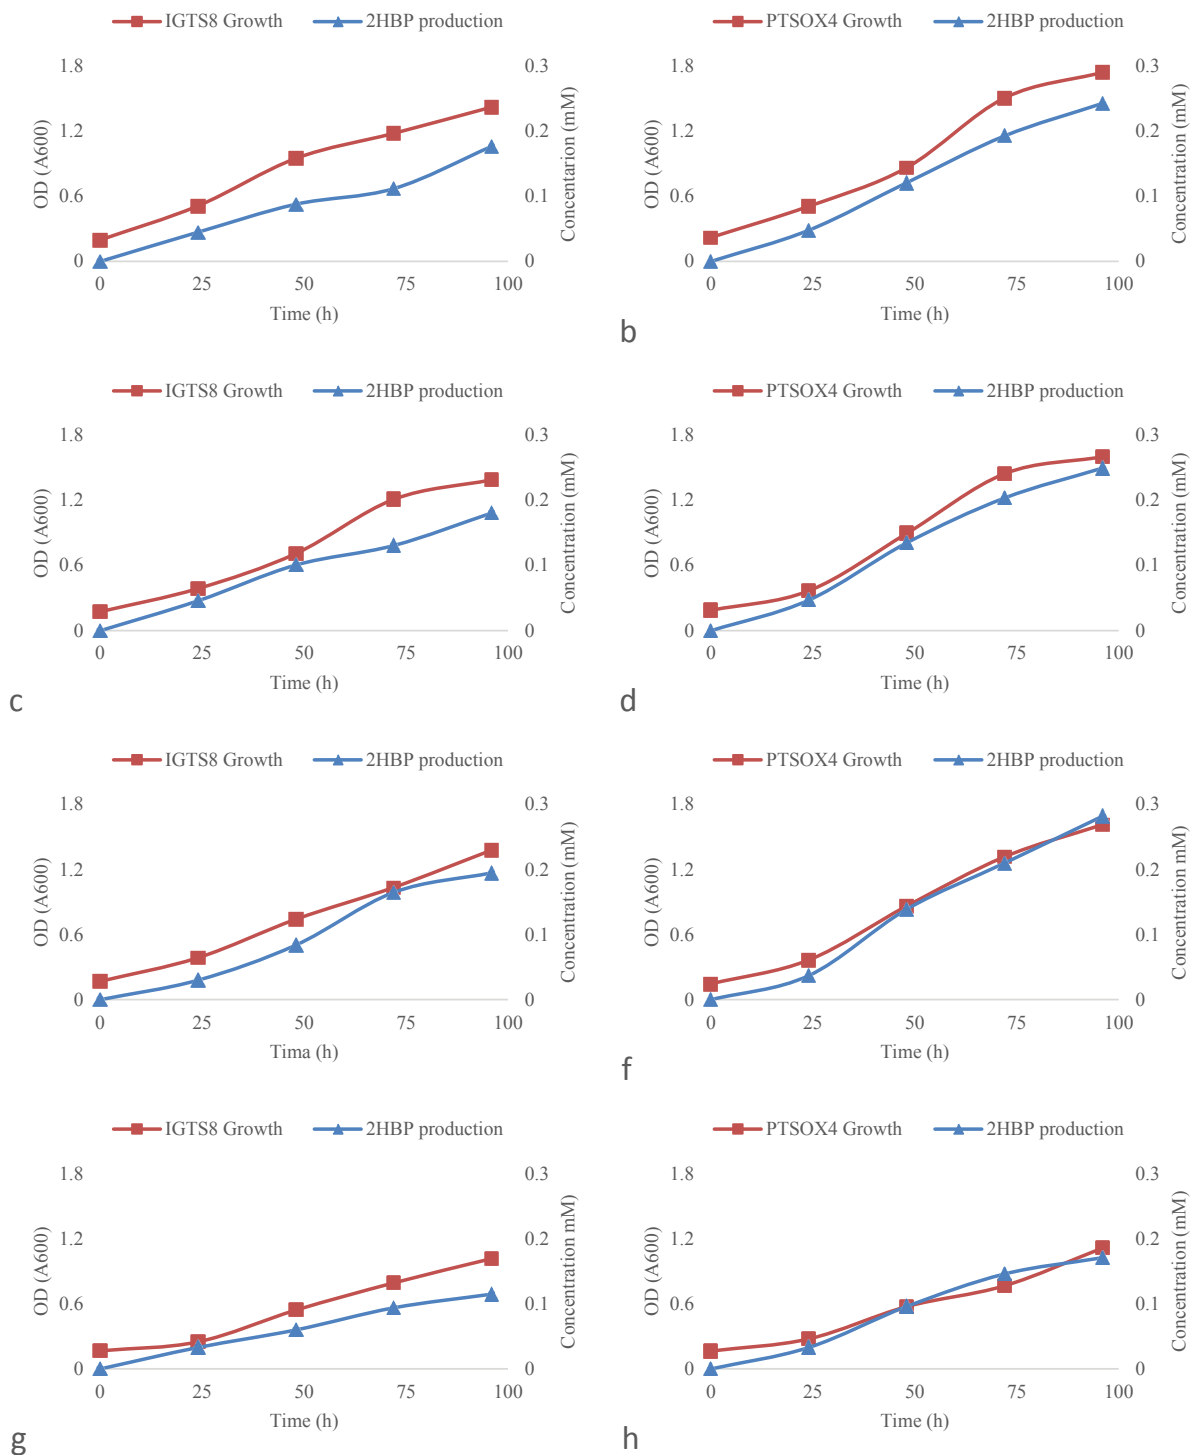 IGTS8 Growth 2HBP production
1.8
1.2
0.6
0
OD (A600)
0.3
0.2
0.1
0
Concentarion (mM)
0 25 50 75 100
Time (h)
PTSOX4 Growth 2HBP production
1.8
1.2
0.6
0
OD (A600)
0.3
0.2
0.1
0
Concentration (mM)
0 25 50 75 100
Time (h)
b
IGTS8 Growth 2HBP production
1.8
1.2
0.6
0
OD (A600)
0.3
0.2
0.1
0
Concentration (mM)
0 25 50 75 100
Time (h)
c
PTSOX4 Growth 2HBP production
1.8
1.2
0.6
0
OD (A600)
0.3
0.2
0.1
0
Concentration (mM)
0 25 50 75 100
Time (h)
d
IGTS8 Growth 2HBP production
1.8
1.2
0.6
0
OD (A600)
0.3
0.2
0.1
0
Concentration (mM)
0 25 50 75 100
Tima (h)
PTSOX4 Growth 2HBP production
1.8
1.2
0.6
0
OD (A600)
0.3
0.2
0.1
0
Concentration mM)
0 25 50 75 100
Time (h)
f
IGTS8 Growth 2HBP production
1.8
1.2
0.6
0
OD (A600)
0.3
0.2
0.1
0
Concentration mM)
0 25 50 75 100
Time (h)
g
PTSOX4 Growth 2HBP production
1.8
1.2
0.6
0
OD (A600)
0.3
0.2
0.1
0
Concentration (mM)
0 25 50 75 100
Time (h)
h